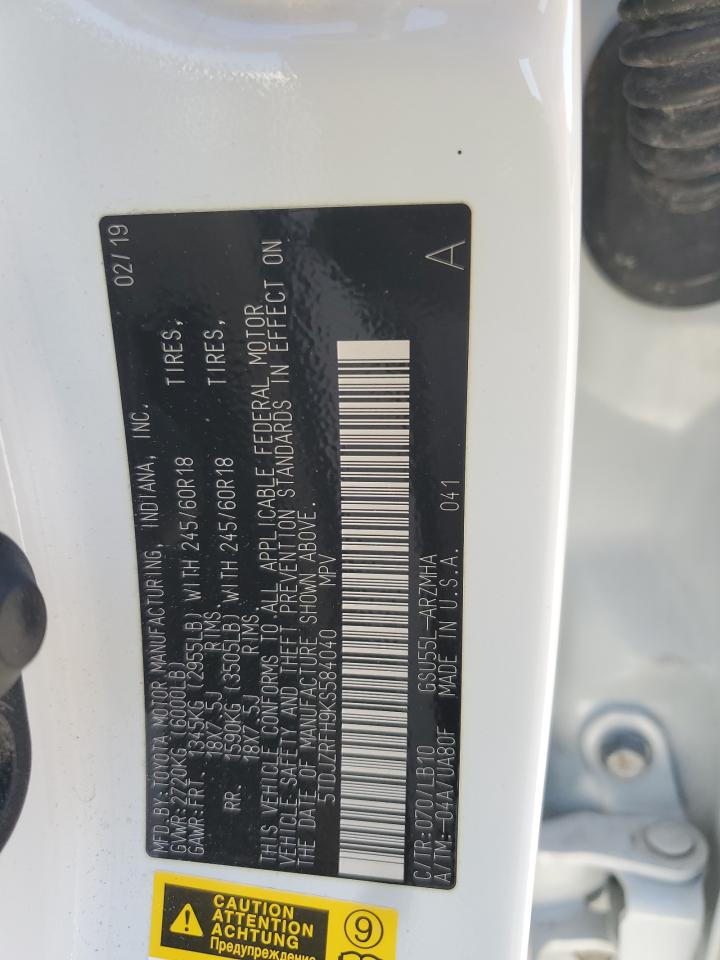 MFD.BY:TOYOTA MOTOR MANUFACTURING, INDIANA, INC. 02/19
GVWR:2720KG(6000LB)
GAWR:FRT. 1345KG(2955LB)WITH 245/60R18 TIRES,
18X7.5J RIMS.
RR. 1590KG(3505LB)WITH 245/60R18 TIRES,
18X7.5J RIMS.
THIS VEHICLE CONFORMS TO ALL APPLICABLE FEDERAL MOTOR
VEHICLE SAFETY AND THEFT PREVENTION STANDARDS IN EFFECT ON
THE DATE OF MANUFACTURE SHOWN ABOVE.
5TDJZRFH9KS584040 MPV
C/TR:070/LB10 GSU55L-ARZMHA
A/TM:-04A/UA80F MADE IN U.S.A. 041 A
CAUTION
ATTENTION
ACHTUNG
Предупреждение
9